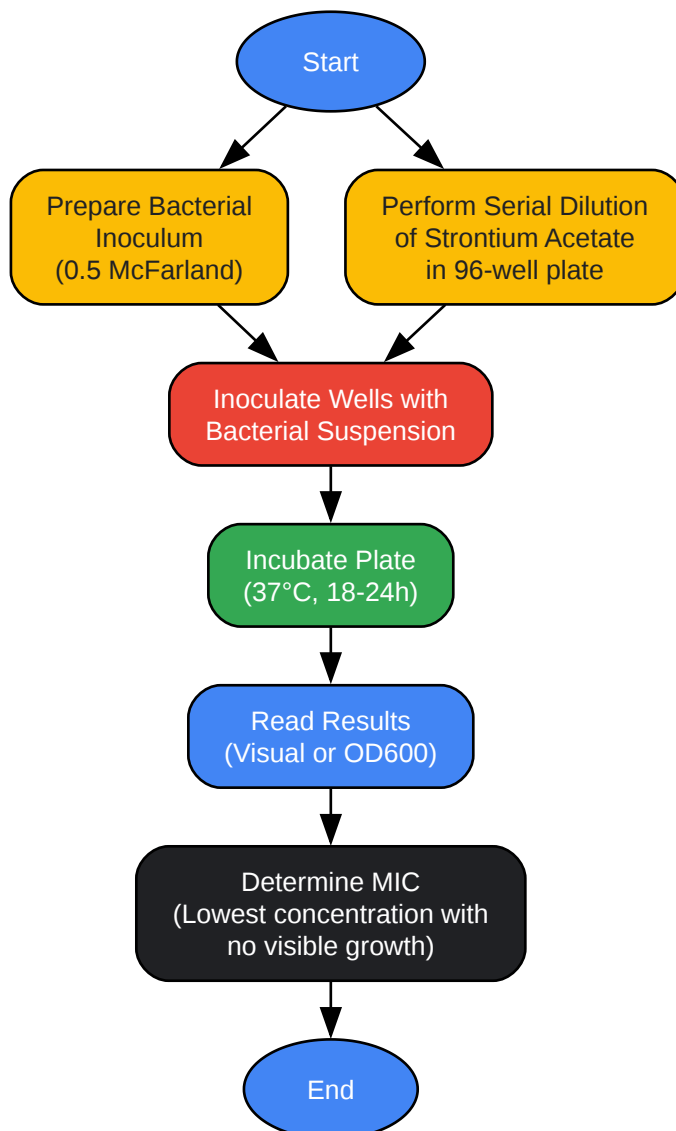 Start
Prepare Bacterial
Inoculum
(0.5 McFarland)
Perform Serial Dilution
of Strontium Acetate
in 96-well plate
Inoculate Wells with
Bacterial Suspension
Incubate Plate
(37°C, 18-24h)
Read Results
(Visual or OD600)
Determine MIC
(Lowest concentration with
no visible growth)
End